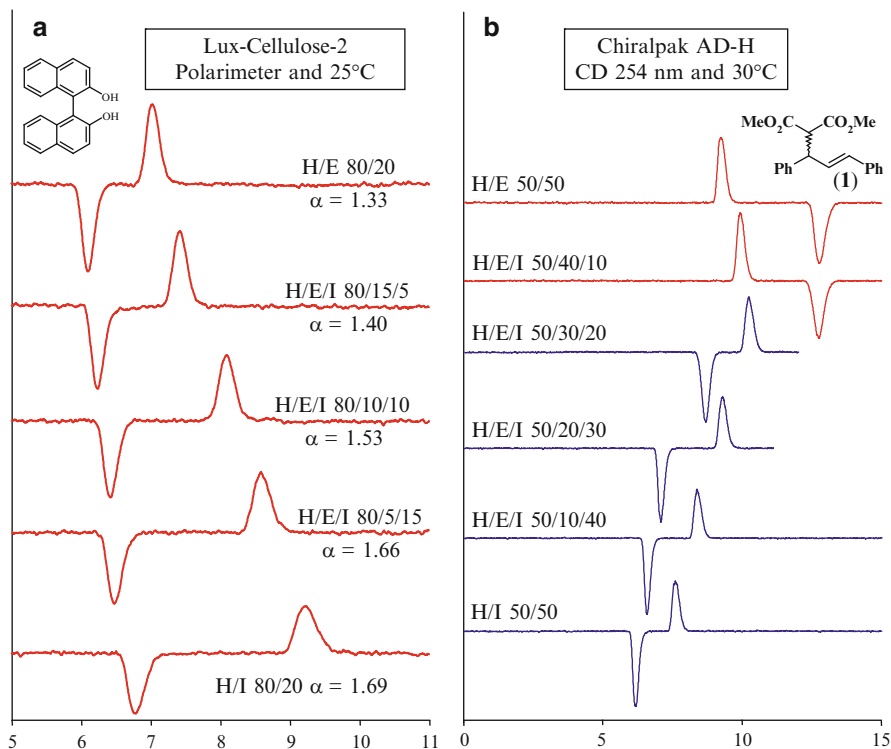 a
Lux-Cellulose-2
Polarimeter and 25°C
OH
OH
H/E 80/20
α = 1.33
H/E/I 80/15/5
α = 1.40
H/E/I 80/10/10
α = 1.53
H/E/I 80/5/15
α = 1.66
H/I 80/20 α = 1.69
5 6 7 8 9 10 11
b
Chiralpak AD-H
CD 254 nm and 30°C
MeO₂C CO₂Me
Ph Ph
(1)
H/E 50/50
H/E/I 50/40/10
H/E/I 50/30/20
H/E/I 50/20/30
H/E/I 50/10/40
H/I 50/50
0 5 10 15